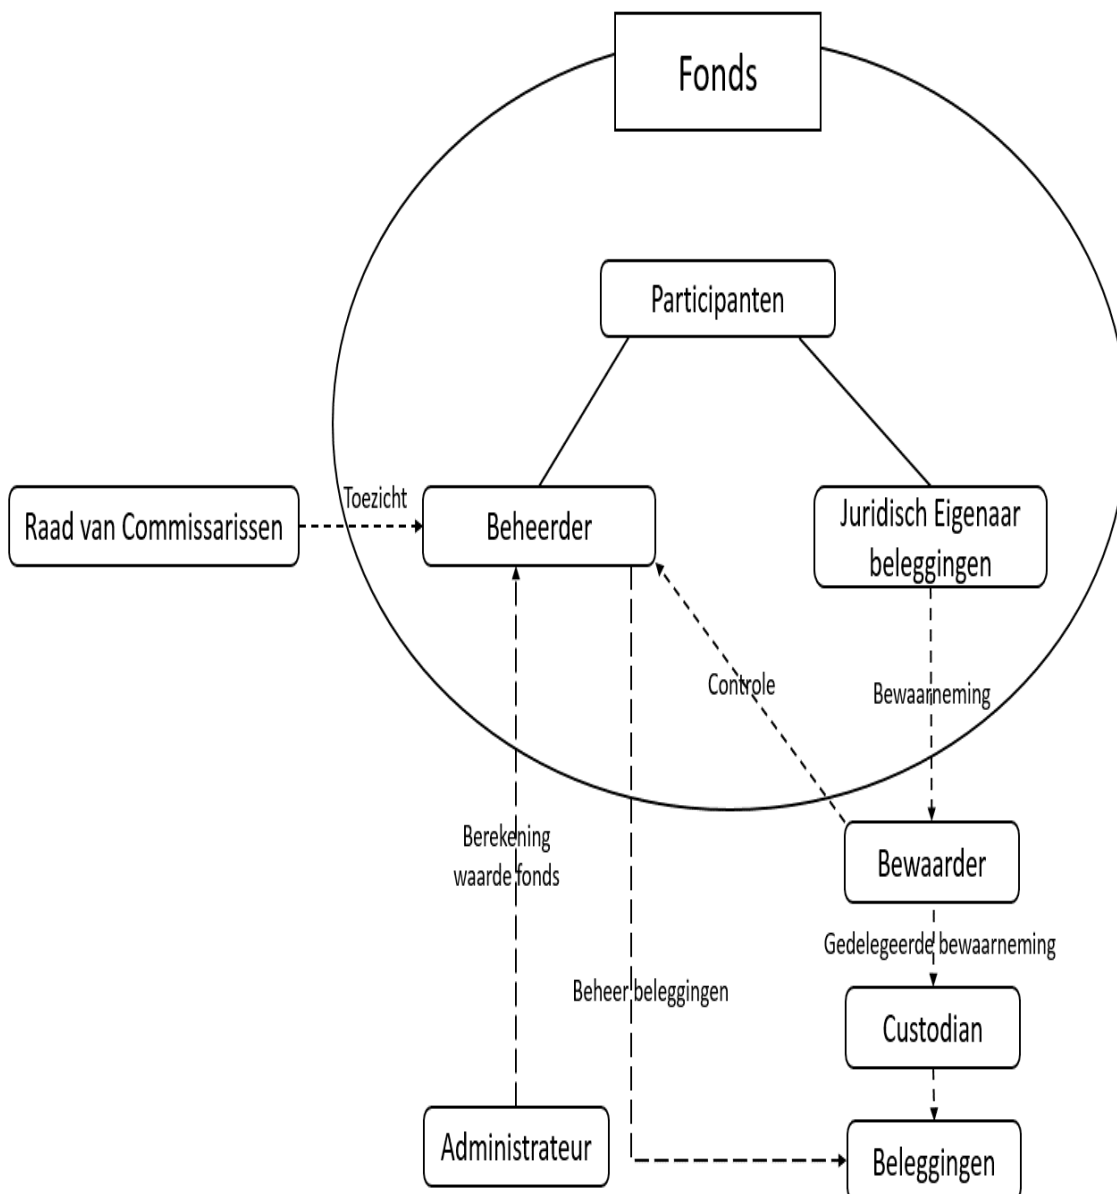 Fonds
Participanten
Raad van Commissarissen
Toezicht
Beheerder
Juridisch Eigenaar
beleggingen
Controle
Bewaarneming
Berekening
waarde fonds
Bewaarder
Gedelegeerde bewaarneming
Beheer beleggingen
Custodian
Administrateur
Beleggingen